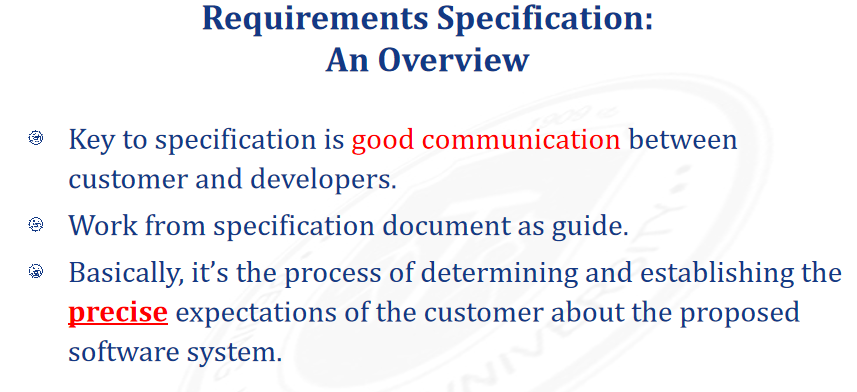 Requirements Specification:
An Overview
Key to specification is good communication between
customer and developers.
Work from specification document as guide.
Basically, it’s the process of determining and establishing the
precise expectations of the customer about the proposed
software system.